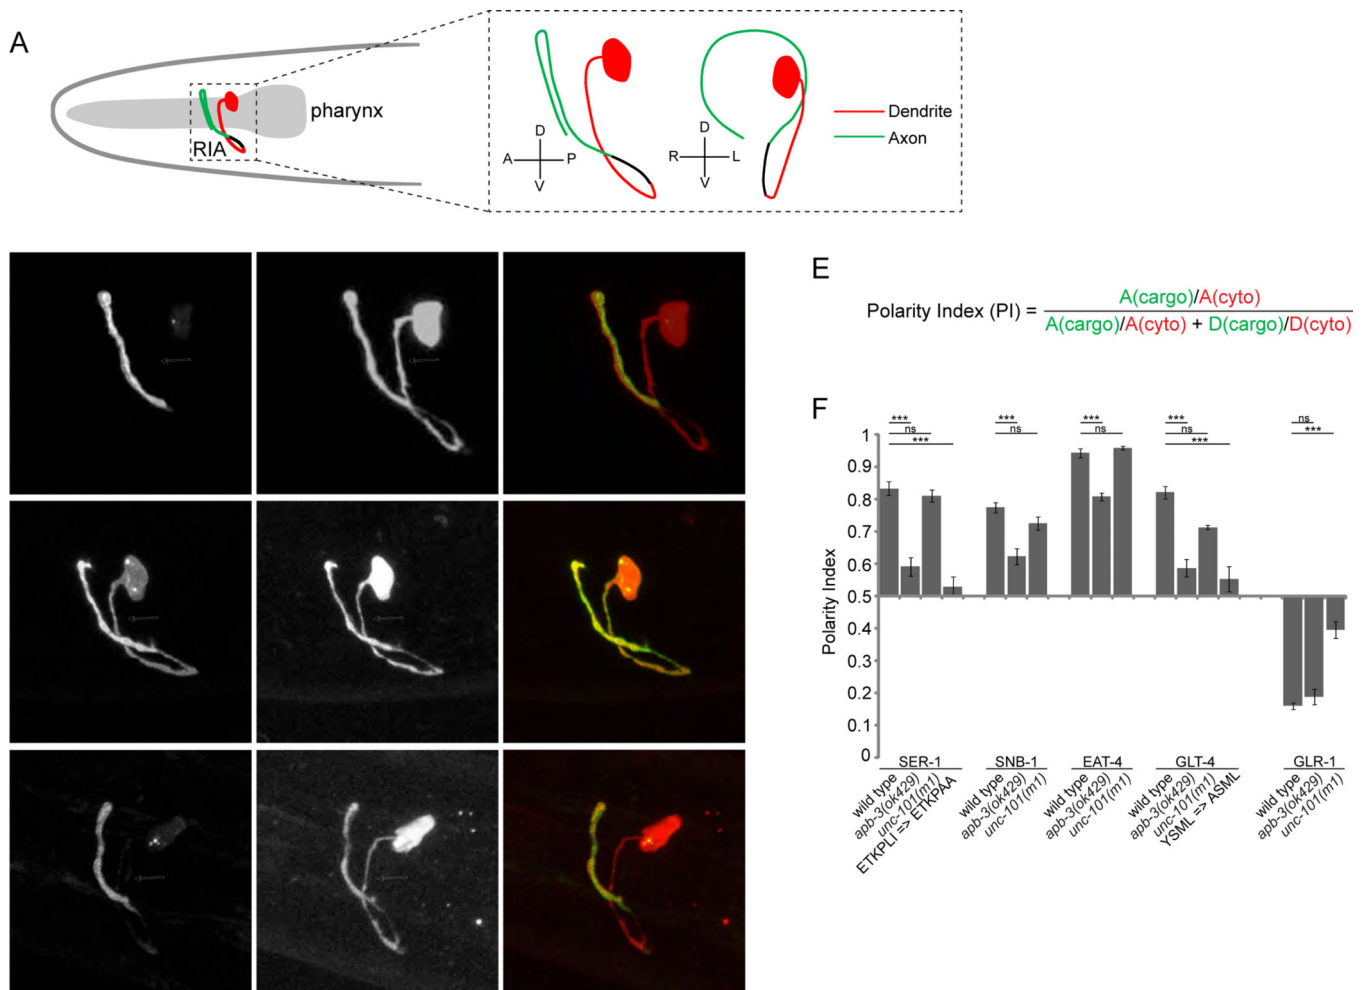 A
pharynx
RIA
D
A P
V
D
R L
V
Dendrite
Axon
E
Polarity Index (PI) =
A(cargo)/A(cyto)
A(cargo)/A(cyto) + D(cargo)/D(cyto)
F
*** *** *** *** ns
ns ns ns ns ***
*** ***
Polarity Index
1
0.9
0.8
0.7
0.6
0.5
0.4
0.3
0.2
0.1
0
SER-1 SNB-1 EAT-4 GLT-4 GLR-1
wild type
apb-3(ok429)
unc-101(m1)
ETKPLI => ETKPAA
wild type
apb-3(ok429)
unc-101(m1)
wild type
apb-3(ok429)
unc-101(m1)
wild type
apb-3(ok429)
unc-101(m1)
YSML => ASML
wild type
apb-3(ok429)
unc-101(m1)